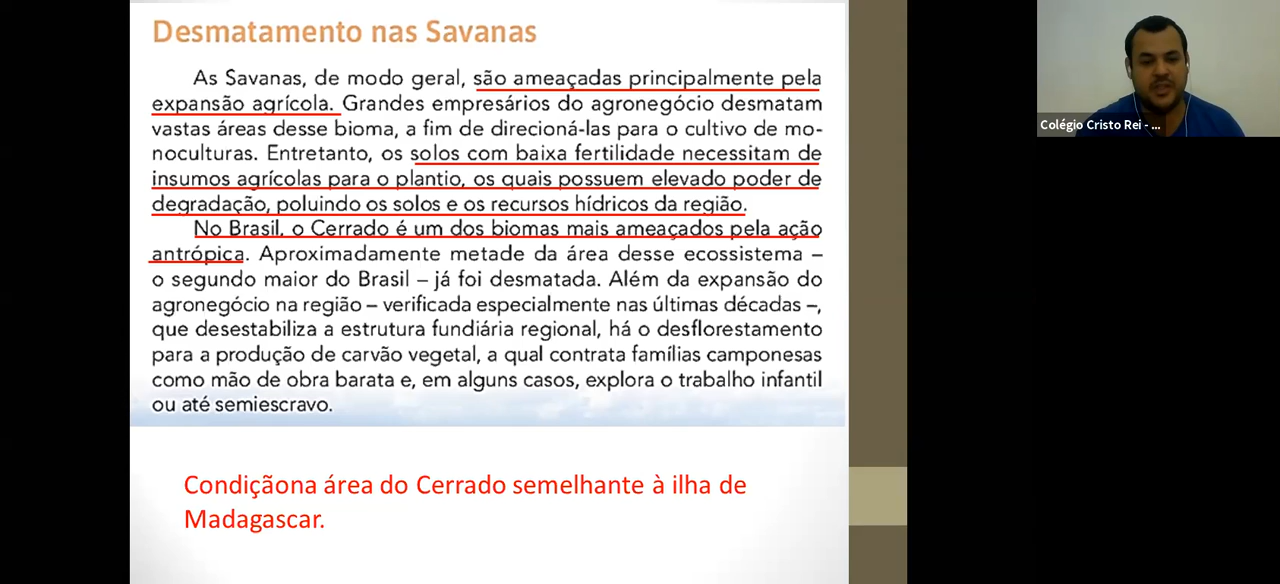 Desmatamento nas Savanas
As Savanas, de modo geral, são ameaçadas principalmente pela
expansão agrícola. Grandes empresários do agronegócio desmatam
vastas áreas desse bioma, a fim de direcioná-las para o cultivo de mo-
noculturas. Entretanto, os solos com baixa fertilidade necessitam de
insumos agrícolas para o plantio, os quais possuem elevado poder de
degradação, poluindo os solos e os recursos hídricos da região.
No Brasil, o Cerrado é um dos biomas mais ameaçados pela ação
antrópica. Aproximadamente metade da área desse ecossistema –
o segundo maior do Brasil – já foi desmatada. Além da expansão do
agronegócio na região – verificada especialmente nas últimas décadas –,
que desestabiliza a estrutura fundiária regional, há o desflorestamento
para a produção de carvão vegetal, a qual contrata famílias camponesas
como mão de obra barata e, em alguns casos, explora o trabalho infantil
ou até semiescravo.
Condiçãona área do Cerrado semelhante à ilha de
Madagascar.
Colégio Cristo Rei - ...